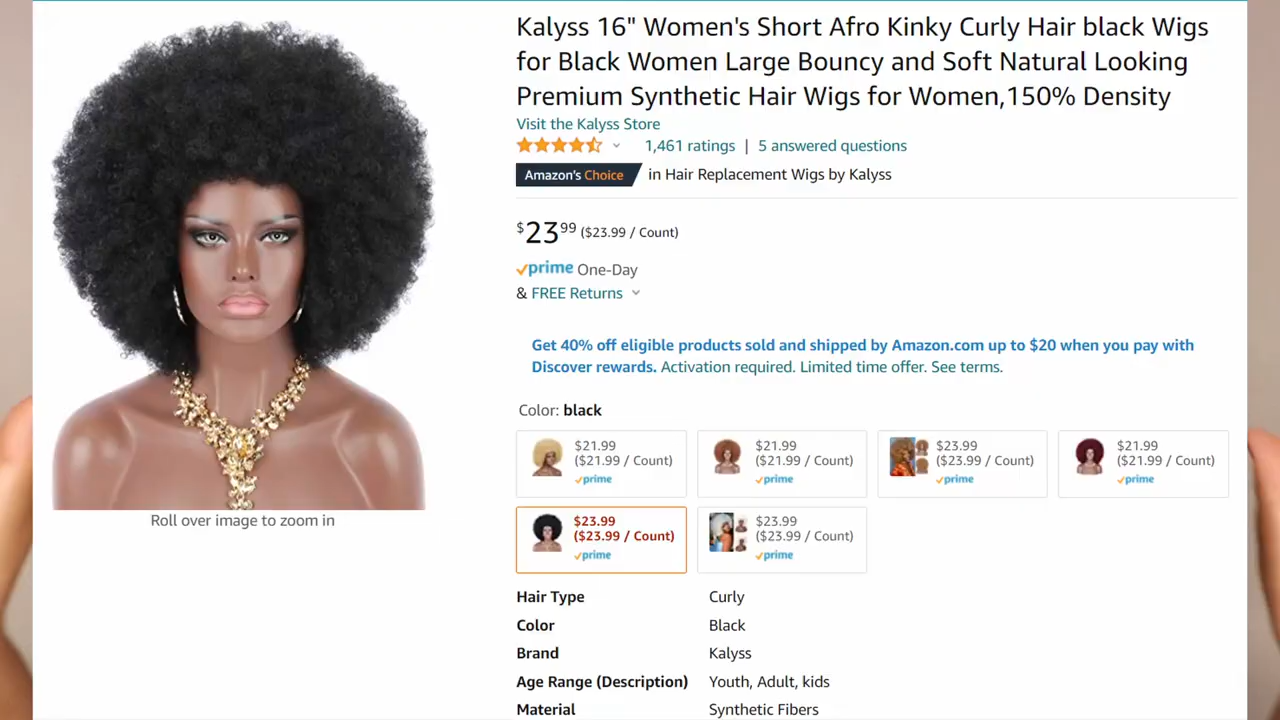 Kalyss 16" Women's Short Afro Kinky Curly Hair black Wigs
for Black Women Large Bouncy and Soft Natural Looking
Premium Synthetic Hair Wigs for Women,150% Density
Visit the Kalyss Store
1,461 ratings | 5 answered questions
Amazon's Choice in Hair Replacement Wigs by Kalyss
$23 99 ($23.99 / Count)
prime One-Day
& FREE Returns
Get 40% off eligible products sold and shipped by Amazon.com up to $20 when you pay with
Discover rewards. Activation required. Limited time offer. See terms.
Color: black
$21.99
($21.99 / Count)
prime
$21.99
($21.99 / Count)
prime
$23.99
($23.99 / Count)
prime
$21.99
($21.99 / Count)
prime
$23.99
($23.99 / Count)
prime
$23.99
($23.99 / Count)
prime
Roll over image to zoom in
Hair Type Curly
Color Black
Brand Kalyss
Age Range (Description) Youth, Adult, kids
Material Synthetic Fibers